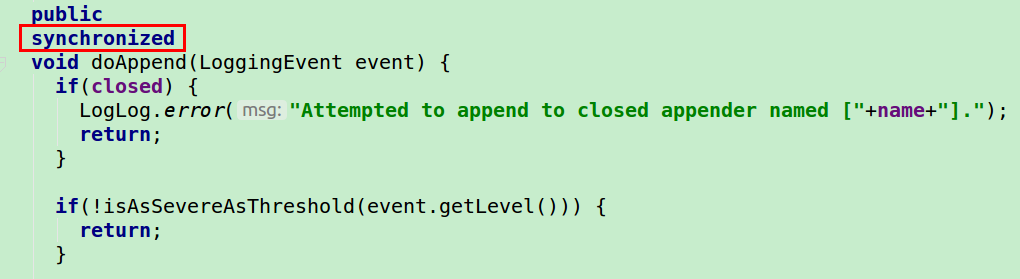 public
synchronized
void doAppend(LoggingEvent event) {
if(closed) {
LogLog.error( msg: "Attempted to append to closed appender named ["+name+"].");
return;
}
if(!isAsSevereAsThreshold(event.getLevel())) {
return;
}